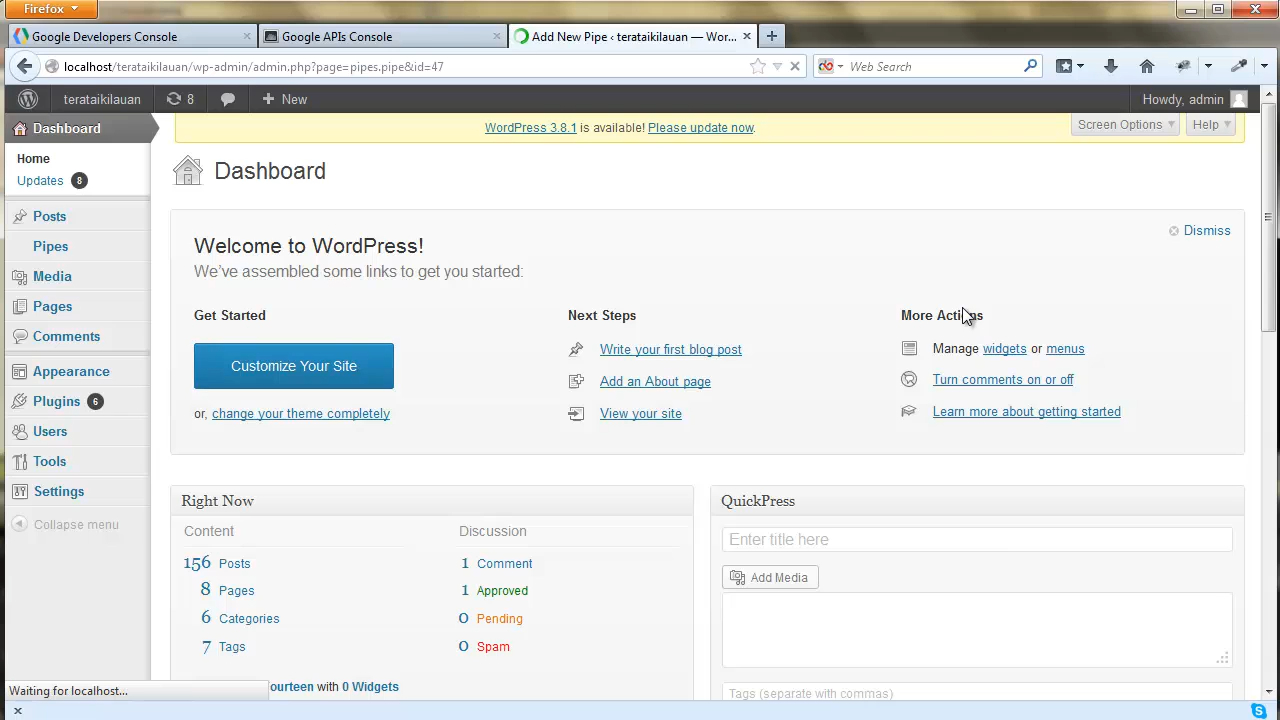 Firefox
Google Developers Console
Google APIs Console
Add New Pipe ‹ terataikilauan — Wor...
localhost/terataikilauan/wp-admin/admin.php?page=pipes.pipe&id=47
Web Search
terataikilauan
8
New
Howdy, admin
Dashboard
WordPress 3.8.1 is available! Please update now.
Screen Options
Help
Home
Updates 8
Posts
Pipes
Media
Pages
Comments
Appearance
Plugins 6
Users
Tools
Settings
Collapse menu
Dashboard
Welcome to WordPress!
Dismiss
We've assembled some links to get you started:
Get Started
Customize Your Site
or, change your theme completely
Next Steps
Write your first blog post
Add an About page
View your site
More Actions
Manage widgets or menus
Turn comments on or off
Learn more about getting started
Right Now
Content
156 Posts
8 Pages
6 Categories
7 Tags
Discussion
1 Comment
1 Approved
0 Pending
0 Spam
ourteen with 0 Widgets
QuickPress
Enter title here
Add Media
Tags (separate with commas)
Waiting for localhost...